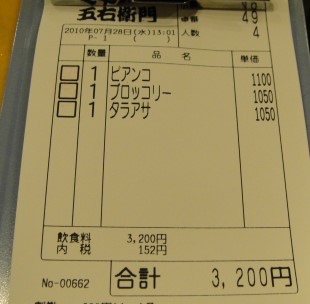 五右衛門
49
2010年07月28日(水)13:01 人数
P- 1 ( ) 4
数量 品名 単価
1 ビアンコ 1100
1 ブロッコリー 1050
1 タラアサ 1050
飲食料 3,200円
内税 152円
No-00662 合計 3,200円